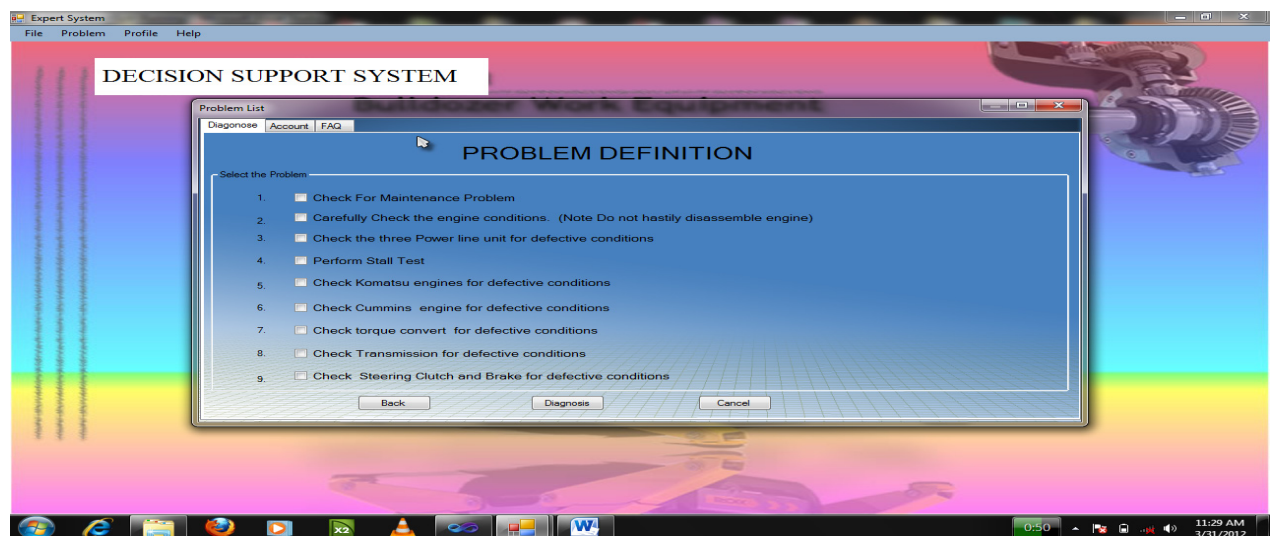 Expert System
File Problem Profile Help
DECISION SUPPORT SYSTEM
Bulldozer Work Equipment
Problem List
Diagonose Account FAQ
PROBLEM DEFINITION
Select the Problem
1. Check For Maintenance Problem
2. Carefully Check the engine conditions. (Note Do not hastily disassemble engine)
3. Check the three Power line unit for defective conditions
4. Perform Stall Test
5. Check Komatsu engines for defective conditions
6. Check Cummins engine for defective conditions
7. Check torque convert for defective conditions
8. Check Transmission for defective conditions
9. Check Steering Clutch and Brake for defective conditions
Back Diagnosis Cancel
X2 W 0:50 11:29 AM
3/31/2012